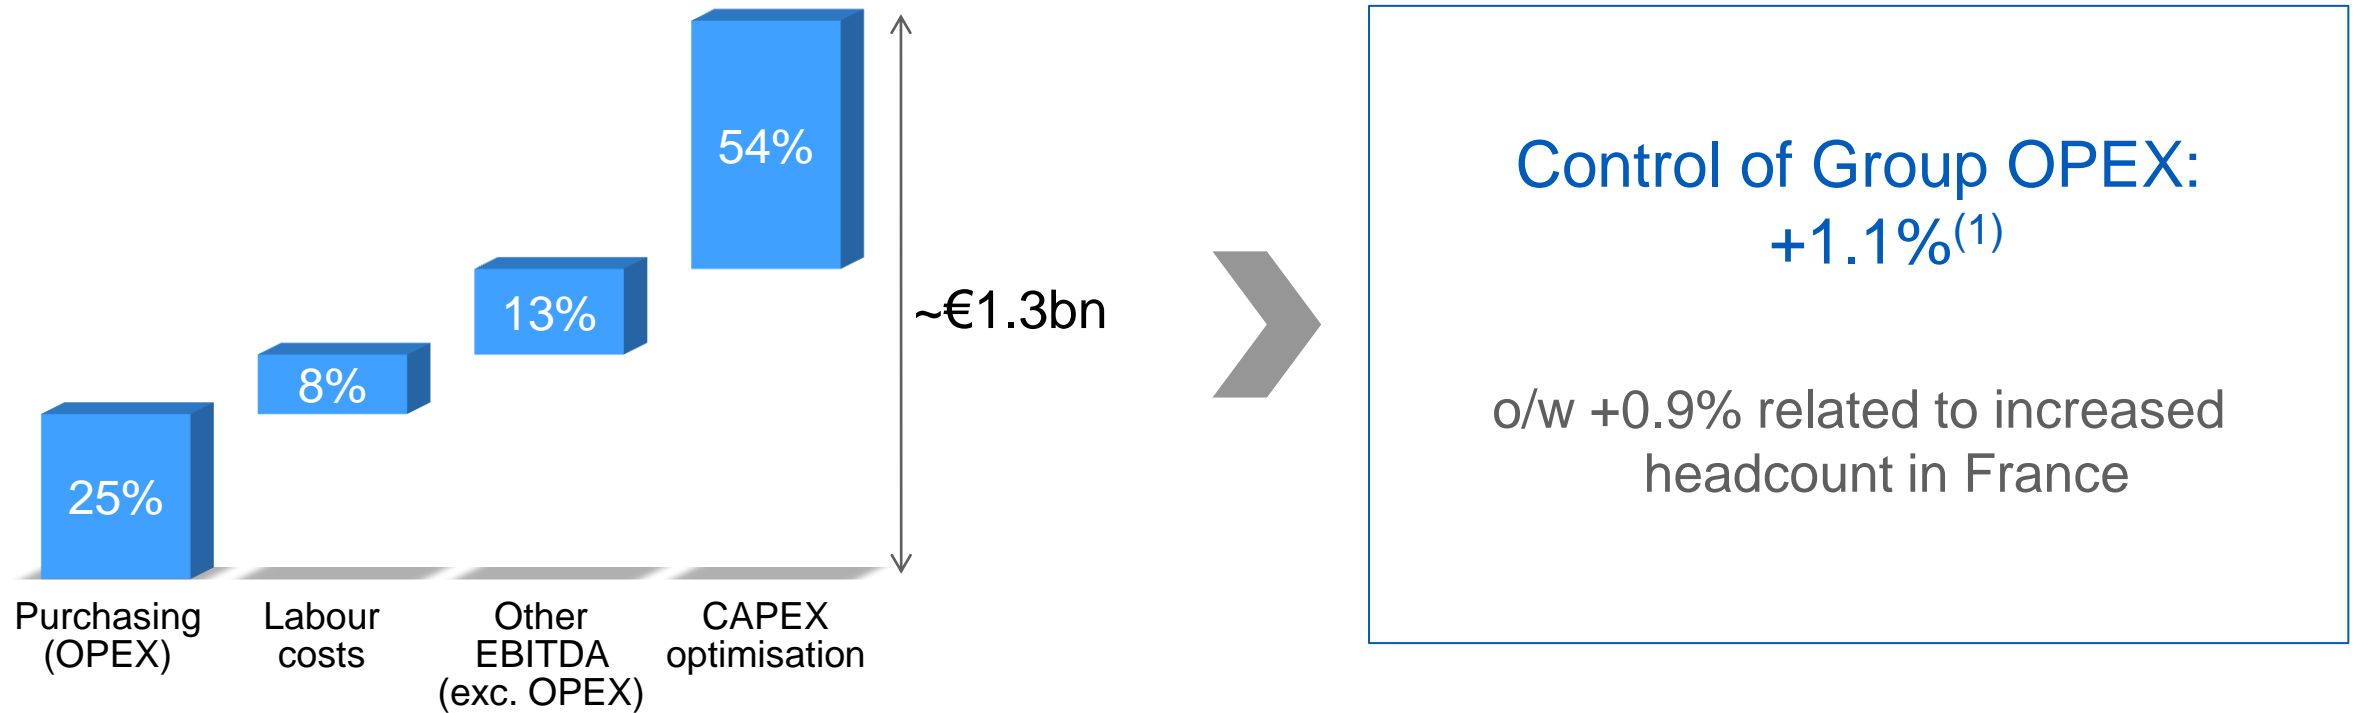 54%
13%
8%
25%
~€1.3bn
Purchasing
(OPEX)
Labour
costs
Other
EBITDA
(exc. OPEX)
CAPEX
optimisation
Control of Group OPEX:
+1.1%(1)
o/w +0.9% related to increased
headcount in France